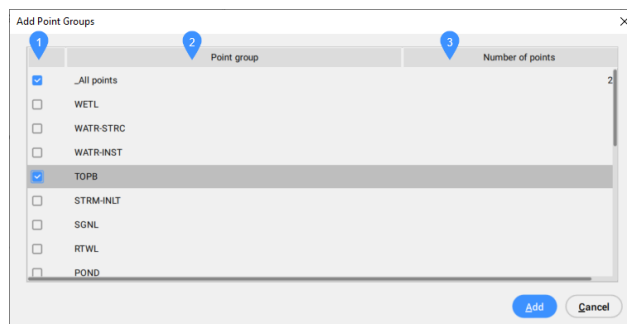 Add Point Groups
1 2 3
Point group Number of points
_All points 2
WETL
WATR-STRC
WATR-INST
TOPB
STRM-INLT
SGNL
RTWL
POND
Add Cancel